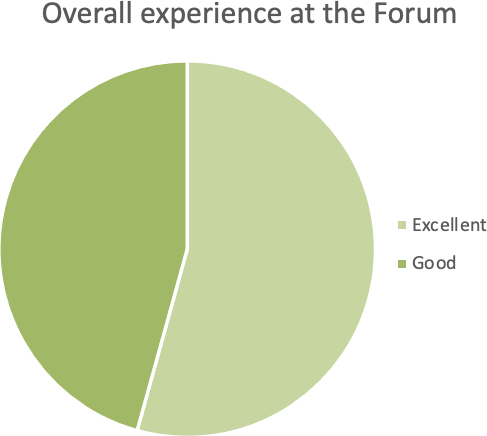 Overall experience at the Forum
Excellent
Good